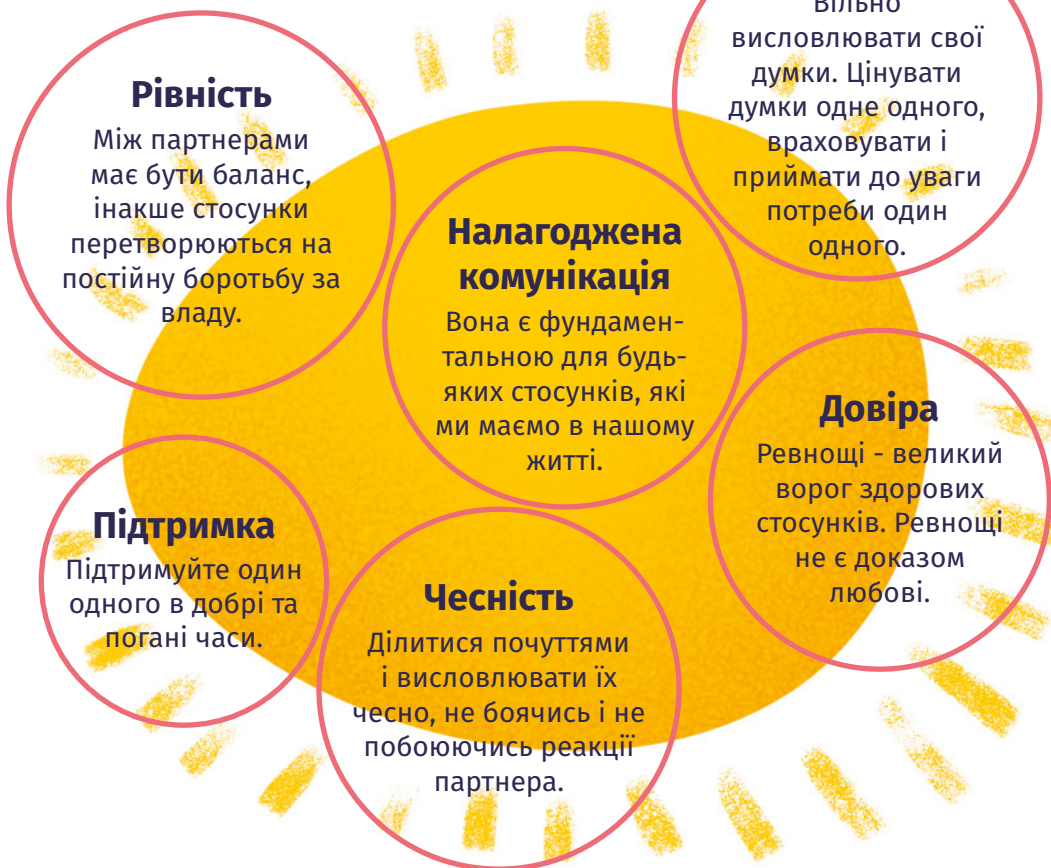 Вільно
висловлювати свої
думки. Цінувати
думки одне одного,
враховувати і
приймати до уваги
потреби один
одного.
Рівність
Між партнерами
має бути баланс,
інакше стосунки
перетворюються на
постійну боротьбу за
владу.
Налагоджена
комунікація
Вона є фундамен-
тальною для будь-
яких стосунків, які
ми маємо в нашому
житті.
Довіра
Ревнощі - великий
ворог здорових
стосунків. Ревнощі
не є доказом
любові.
Підтримка
Підтримуйте один
одного в добрі та
погані часи.
Чесність
Ділитися почуттями
і висловлювати їх
чесно, не боячись і не
побоюючись реакції
партнера.